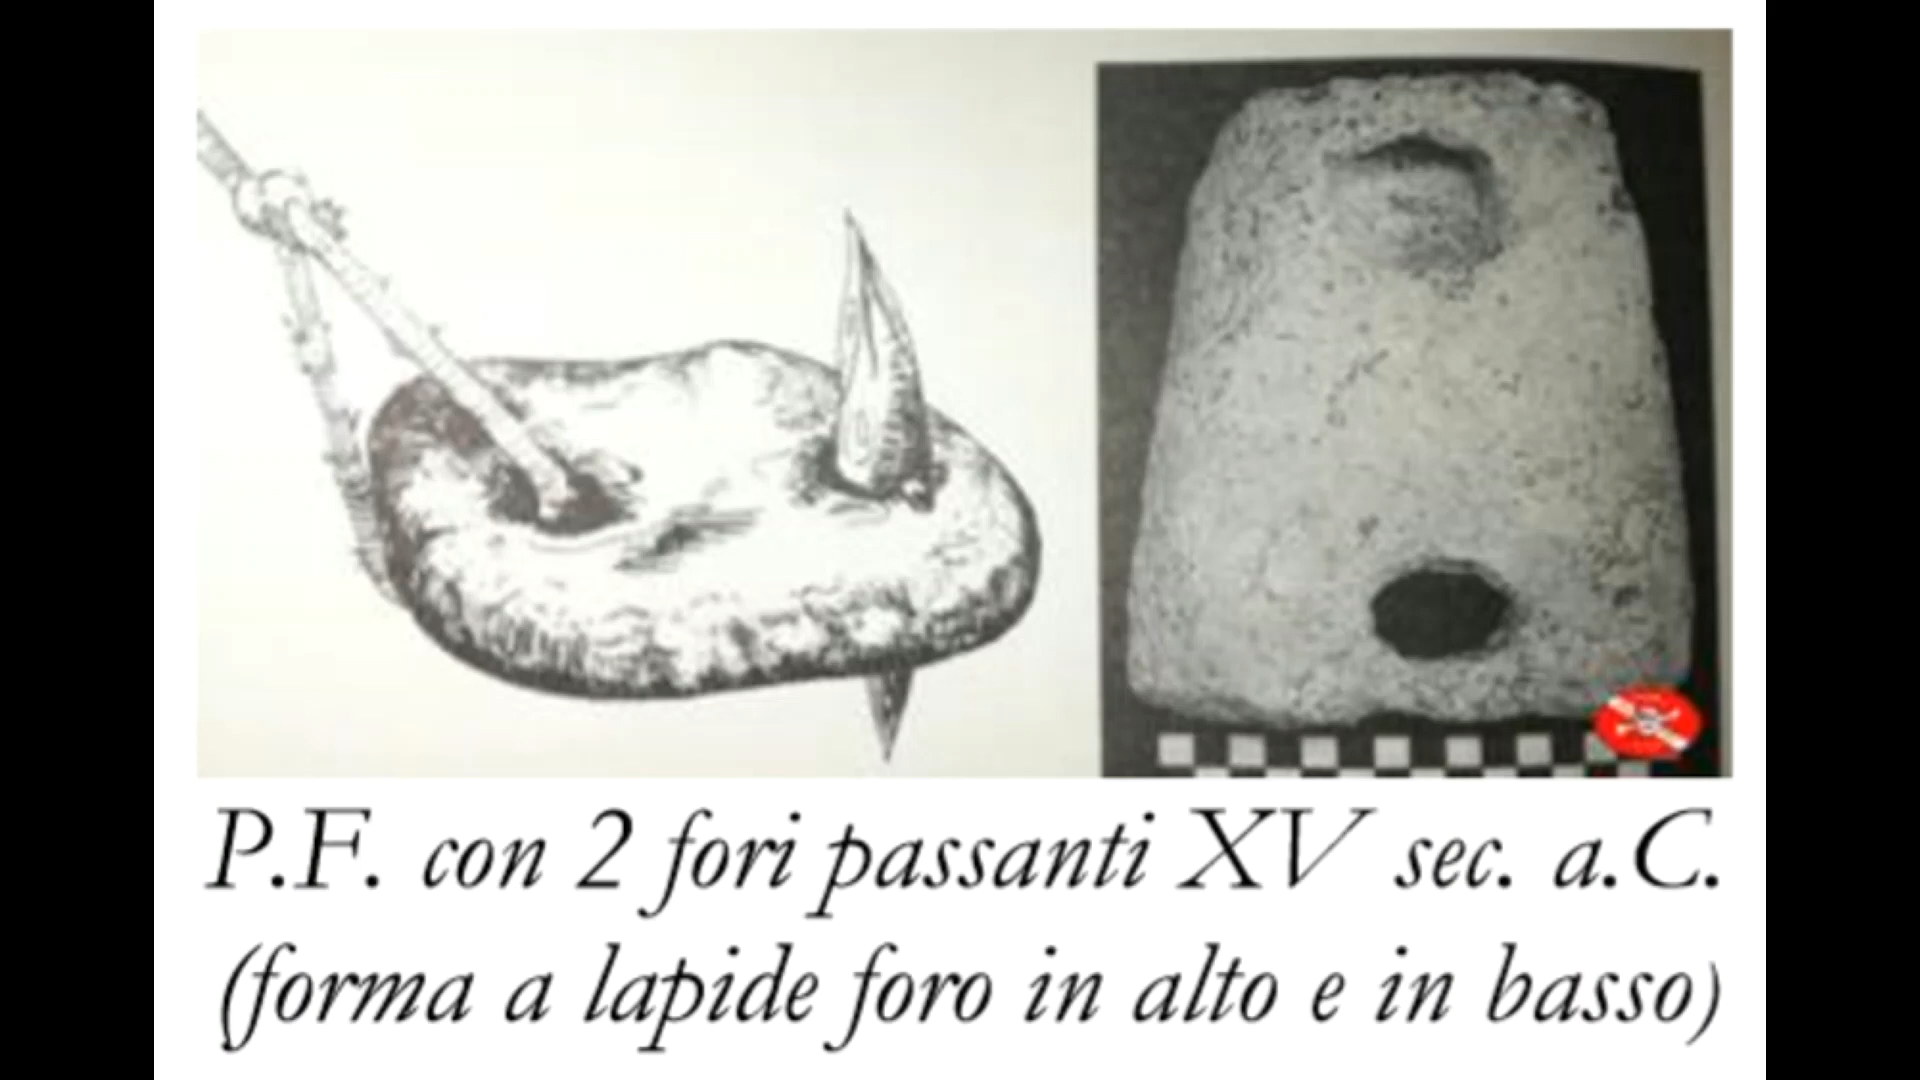 P.F. con 2 fori passanti XV sec. a.C.
(forma a lapide foro in alto e in basso)